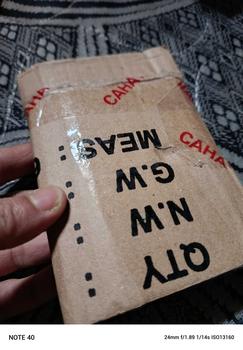 CAHA
CAHA
CAHA
QTY :
N.W :
G.W :
MEAS :
NOTE 40
24mm f/1.89 1/14s ISO13160